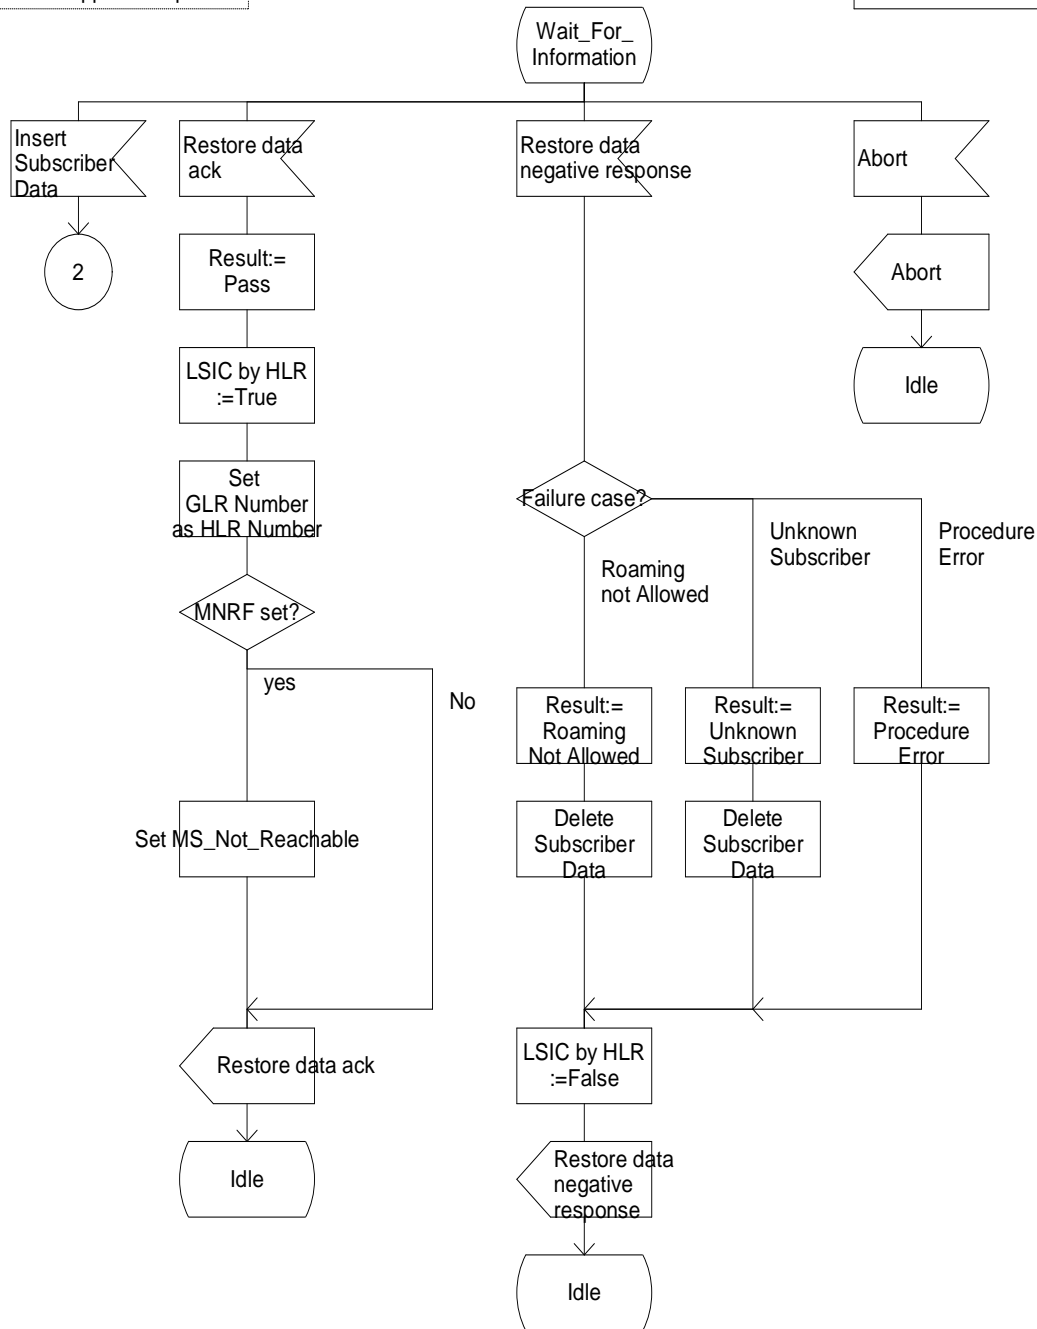 Wait_For_
Information
Insert
Subscriber
Data
Restore data
ack
Restore data
negative response
Abort
2
Result:=
Pass
Abort
LSIC by HLR
:=True
Idle
Set
GLR Number
as HLR Number
Failure case?
Unknown
Subscriber
Procedure
Error
Roaming
not Allowed
MNRF set?
yes
No
Result:=
Roaming
Not Allowed
Result:=
Unknown
Subscriber
Result:=
Procedure
Error
Set MS_Not_Reachable
Delete
Subscriber
Data
Delete
Subscriber
Data
Restore data ack
LSIC by HLR
:=False
Idle
Restore data
negative
response
Idle